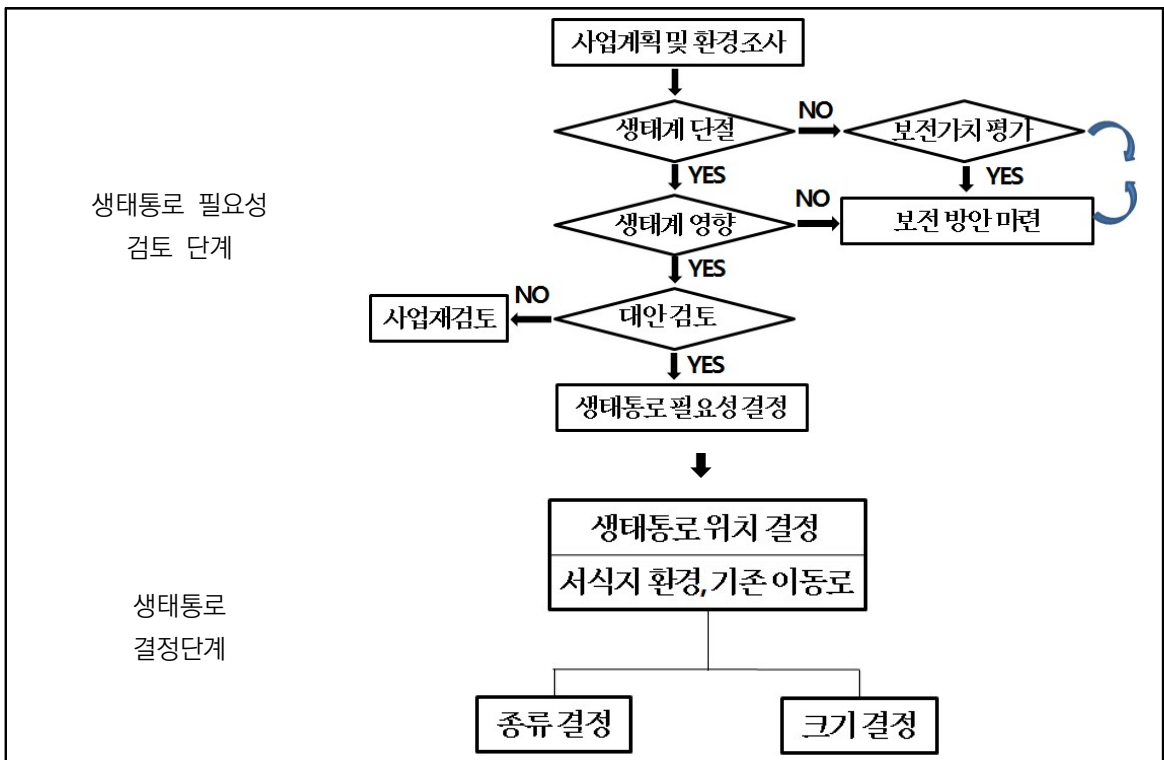 사업계획 및 환경조사
생태계 단절
NO
보전가치 평가
YES
YES
생태통로 필요성
검토 단계
생태계 영향
NO
보전 방안 마련
YES
사업재검토
NO
대안 검토
YES
생태통로 필요성 결정
생태통로 위치 결정
서식지 환경, 기존 이동로
생태통로
결정단계
종류 결정
크기 결정